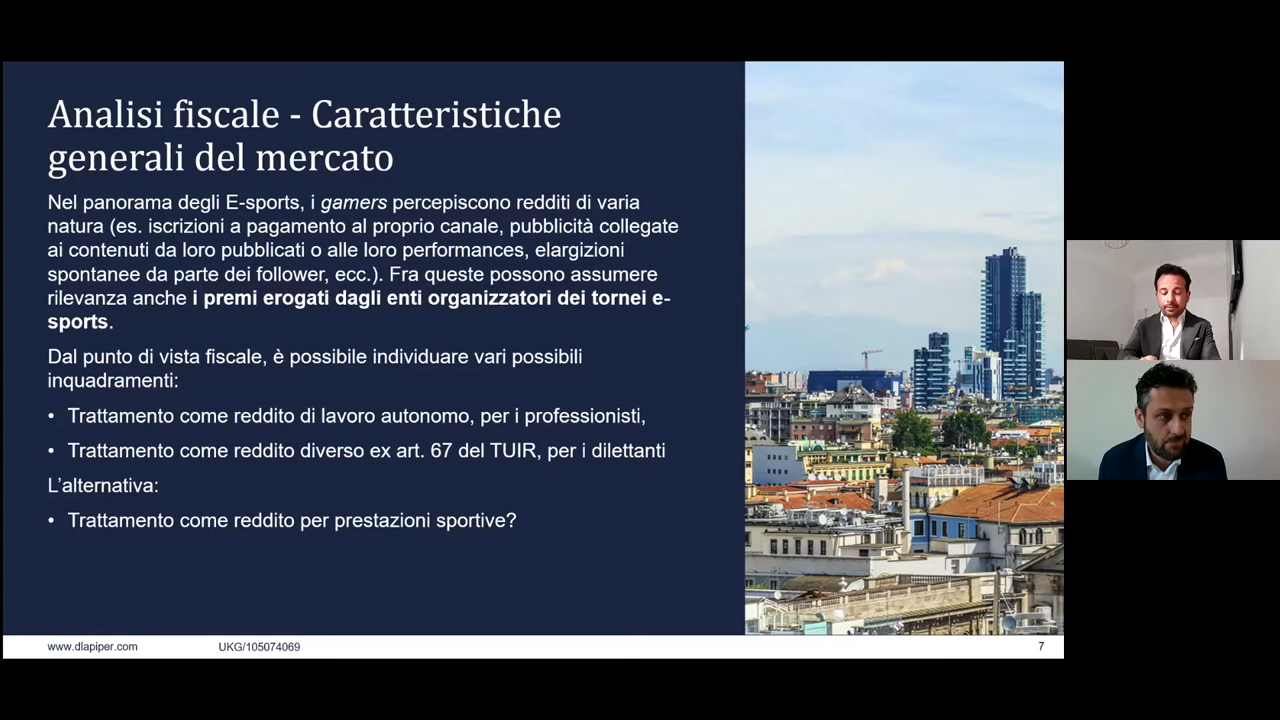 Analisi fiscale - Caratteristiche
generali del mercato
Nel panorama degli E-sports, i gamers percepiscono redditi di varia
natura (es. iscrizioni a pagamento al proprio canale, pubblicità collegate
ai contenuti da loro pubblicati o alle loro performances, elargizioni
spontanee da parte dei follower, ecc.). Fra queste possono assumere
rilevanza anche i premi erogati dagli enti organizzatori dei tornei e-
sports.
Dal punto di vista fiscale, è possibile individuare vari possibili
inquadramenti:
• Trattamento come reddito di lavoro autonomo, per i professionisti,
• Trattamento come reddito diverso ex art. 67 del TUIR, per i dilettanti
L’alternativa:
• Trattamento come reddito per prestazioni sportive?
www.dlapiper.com
UKG/105074069
7